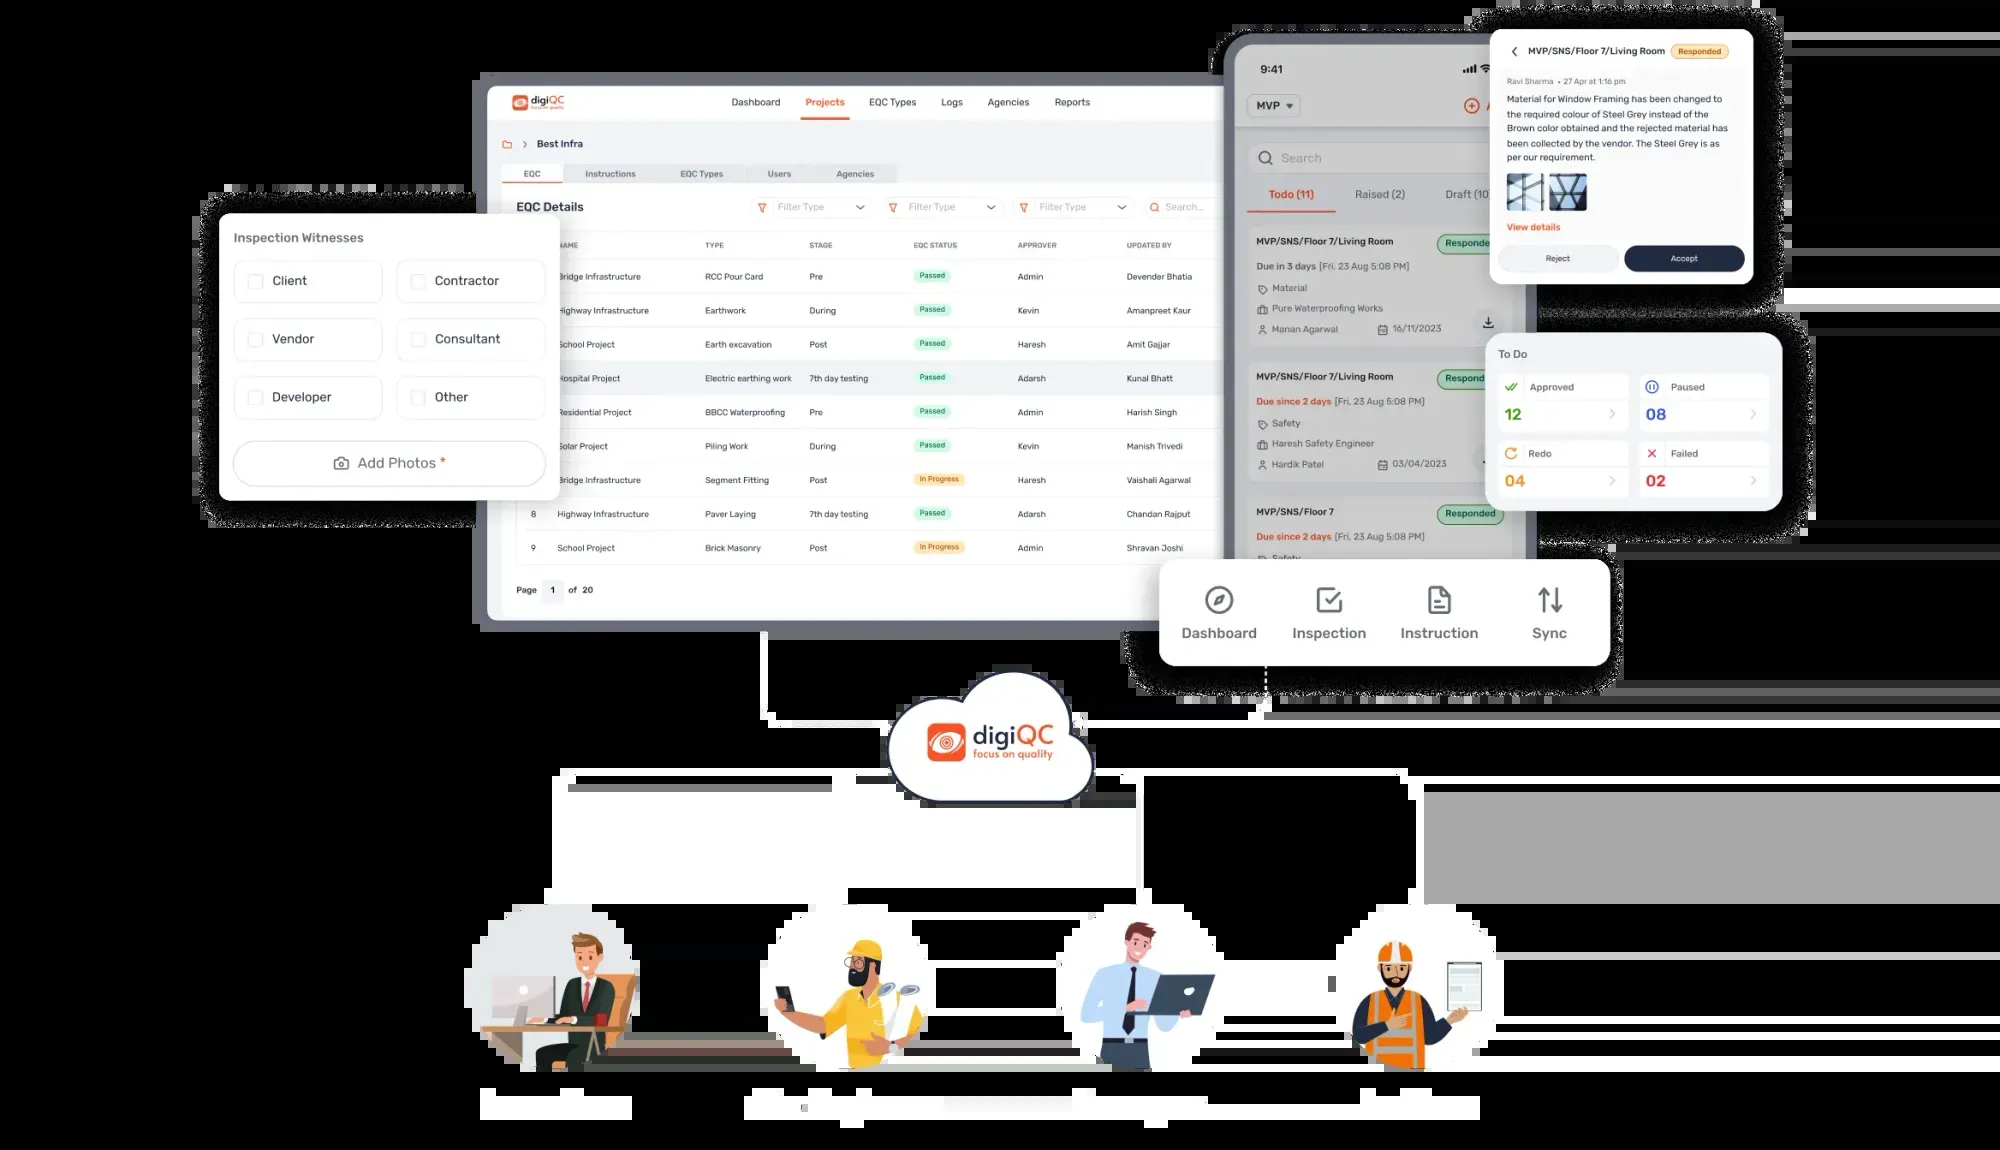 digiQC
focus on quality
Dashboard
Projects
EQC Types
Logs
Agencies
Reports
Best Infra
EQC
Instructions
EQC Types
Users
Agencies
EQC Details
Filter Type
Filter Type
Filter Type
Search...
NAME TYPE STAGE EQC STATUS APPROVER UPDATED BY
Bridge Infrastructure RCC Pour Card Pre Passed Admin Devender Bhatia
Highway Infrastructure Earthwork During Passed Kevin Amanpreet Kaur
School Project Earth excavation Post Passed Haresh Amit Gajjar
Hospital Project Electric earthing work 7th day testing Passed Adarsh Kunal Bhatt
Residential Project BBCC Waterproofing Pre Passed Admin Harish Singh
Solar Project Piling Work During Passed Kevin Manish Trivedi
Bridge Infrastructure Segment Fitting Post In Progress Haresh Vaishali Agarwal
8 Highway Infrastructure Paver Laying 7th day testing Passed Adarsh Chandan Rajput
9 School Project Brick Masonry Post In Progress Admin Shravan Joshi
Page 1 of 20
Inspection Witnesses
Client
Contractor
Vendor
Consultant
Developer
Other
Add Photos *
9:41
MVP
Search
Todo (11)
Raised (2)
Draft (10
MVP/SNS/Floor 7/Living Room
Responde
Due in 3 days [Fri, 23 Aug 5:08 PM]
Material
Pure Waterproofing Works
Manan Agarwal
16/11/2023
MVP/SNS/Floor 7/Living Room
Respond
Due since 2 days [Fri, 23 Aug 5:08 PM]
Safety
Haresh Safety Engineer
Hardik Patel
03/04/2023
MVP/SNS/Floor 7
Responded
Due since 2 days [Fri, 23 Aug 5:08 PM]
Safety
MVP/SNS/Floor 7/Living Room
Responded
Ravi Sharma • 27 Apr at 1:16 pm
Material for Window Framing has been changed to
the required colour of Steel Grey instead of the
Brown color obtained and the rejected material has
been collected by the vendor. The Steel Grey is as
per our requirement.
View details
Reject
Accept
To Do
Approved
12
Paused
08
Redo
04
Failed
02
Dashboard
Inspection
Instruction
Sync
digiQC
focus on quality